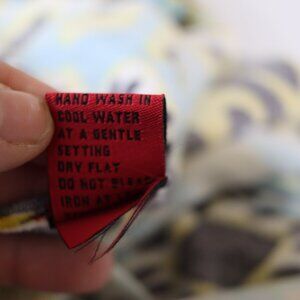 HAND WASH IN
COOL WATER
AT A GENTLE
SETTING
DRY FLAT
DO NOT
IRON AT